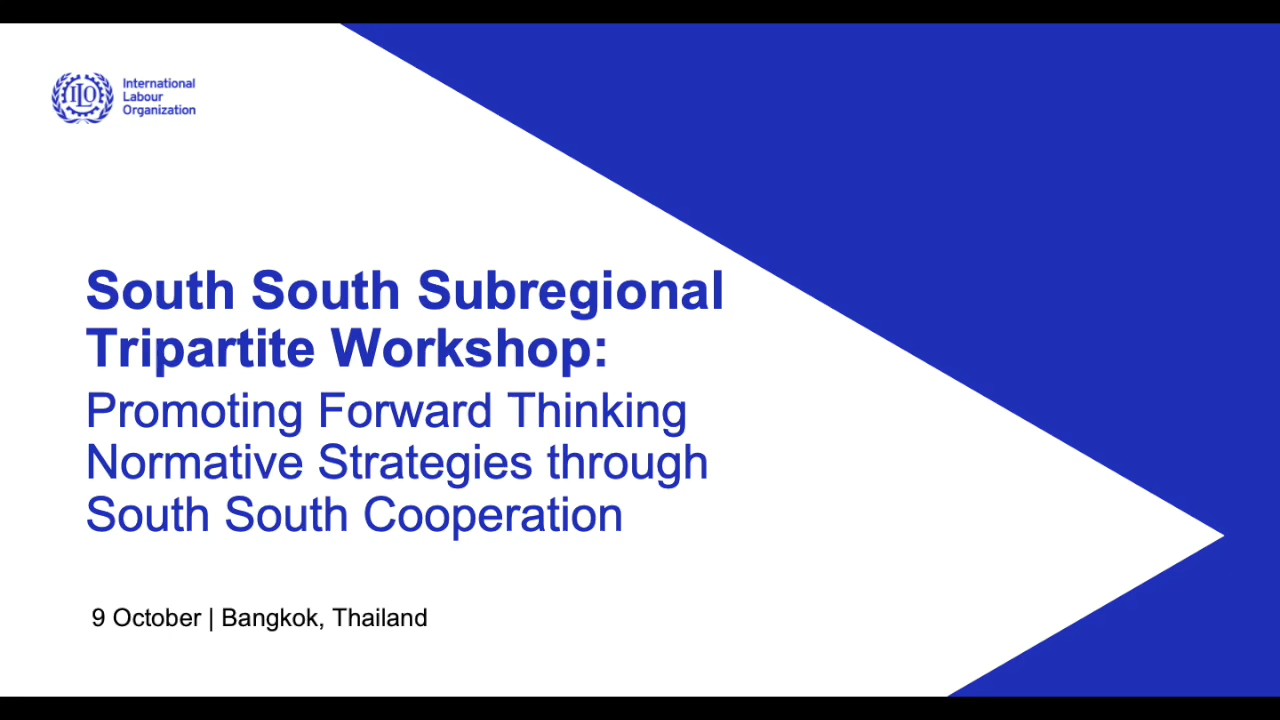 ILO
International
Labour
Organization
South South Subregional
Tripartite Workshop:
Promoting Forward Thinking
Normative Strategies through
South South Cooperation
9 October | Bangkok, Thailand